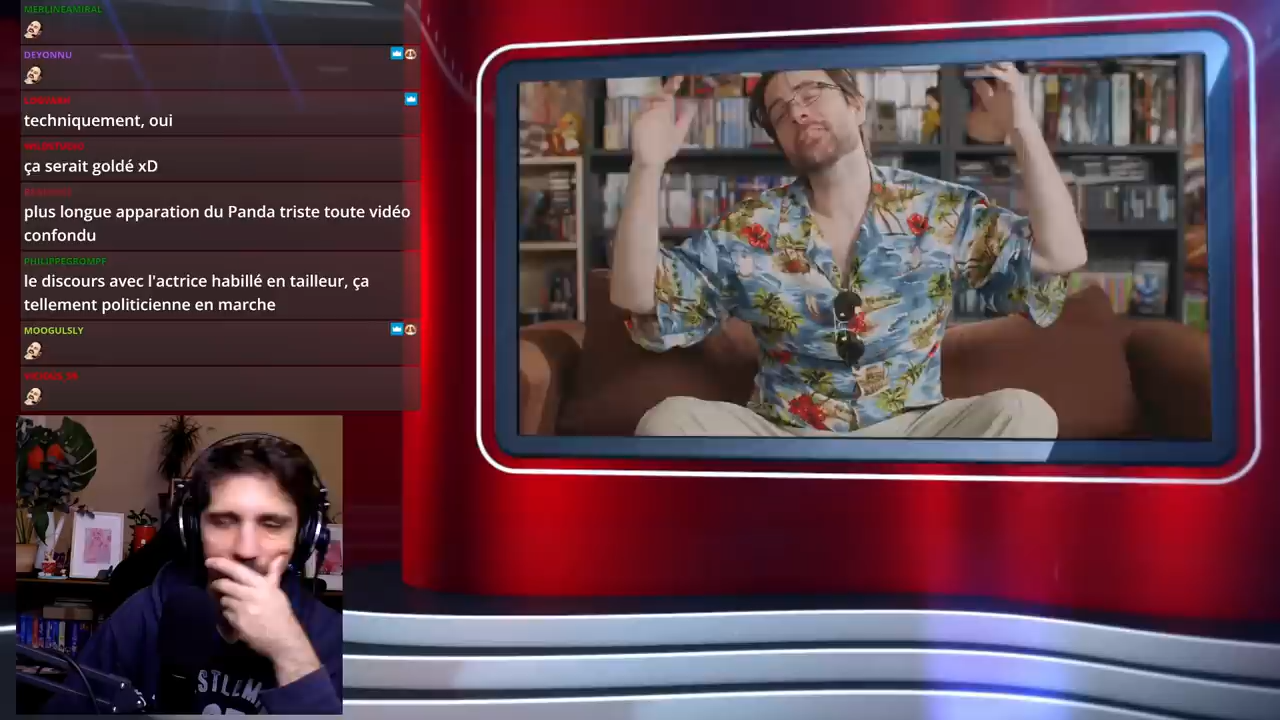 MERLINEAMIRAL
DEYONNU
techniquement, oui
WILDSTUDIO
ça serait goldé xD
plus longue apparation du Panda triste toute vidéo
confondu
PHILIPPEGROMPF
le discours avec l'actrice habillé en tailleur, ça
tellement politicienne en marche
MOOGULSLY